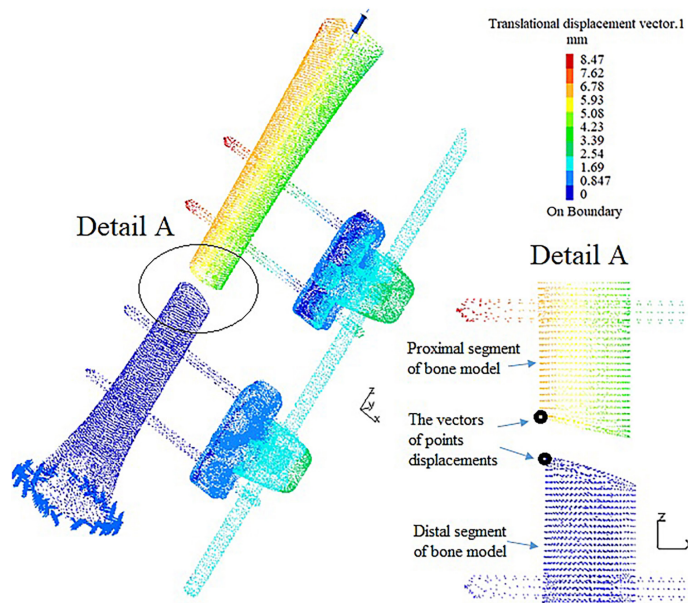 Translational displacement vector.1
mm
8.47
7.62
6.78
5.93
5.08
4.23
3.39
2.54
1.69
0.847
0
On Boundary
Detail A
z
y
x
Detail A
Proximal segment
of bone model
The vectors
of points
displacements
Distal segment
of bone model
z